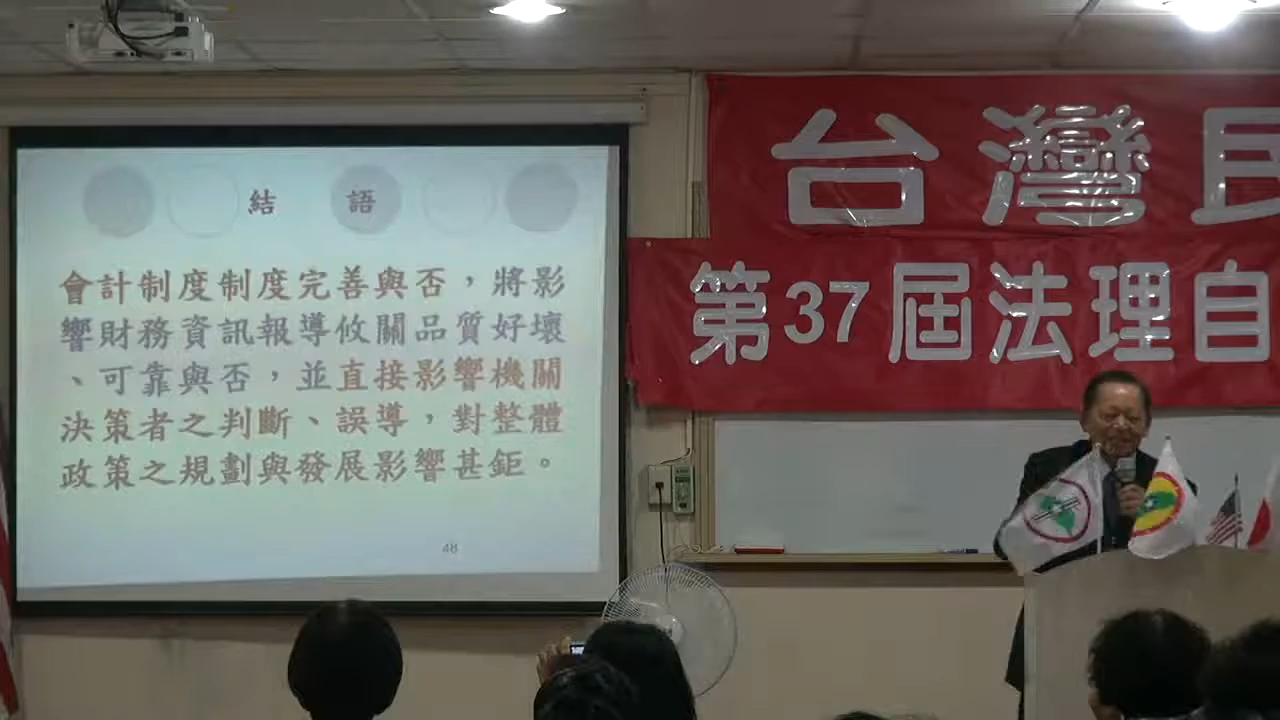 結 語
會計制度制度完善與否，將影
響財務資訊報導攸關品質好壞
、可靠與否，並直接影響機關
決策者之判斷、誤導，對整體
政策之規劃與發展影響甚鉅。
48
台灣民
第37屆法理自